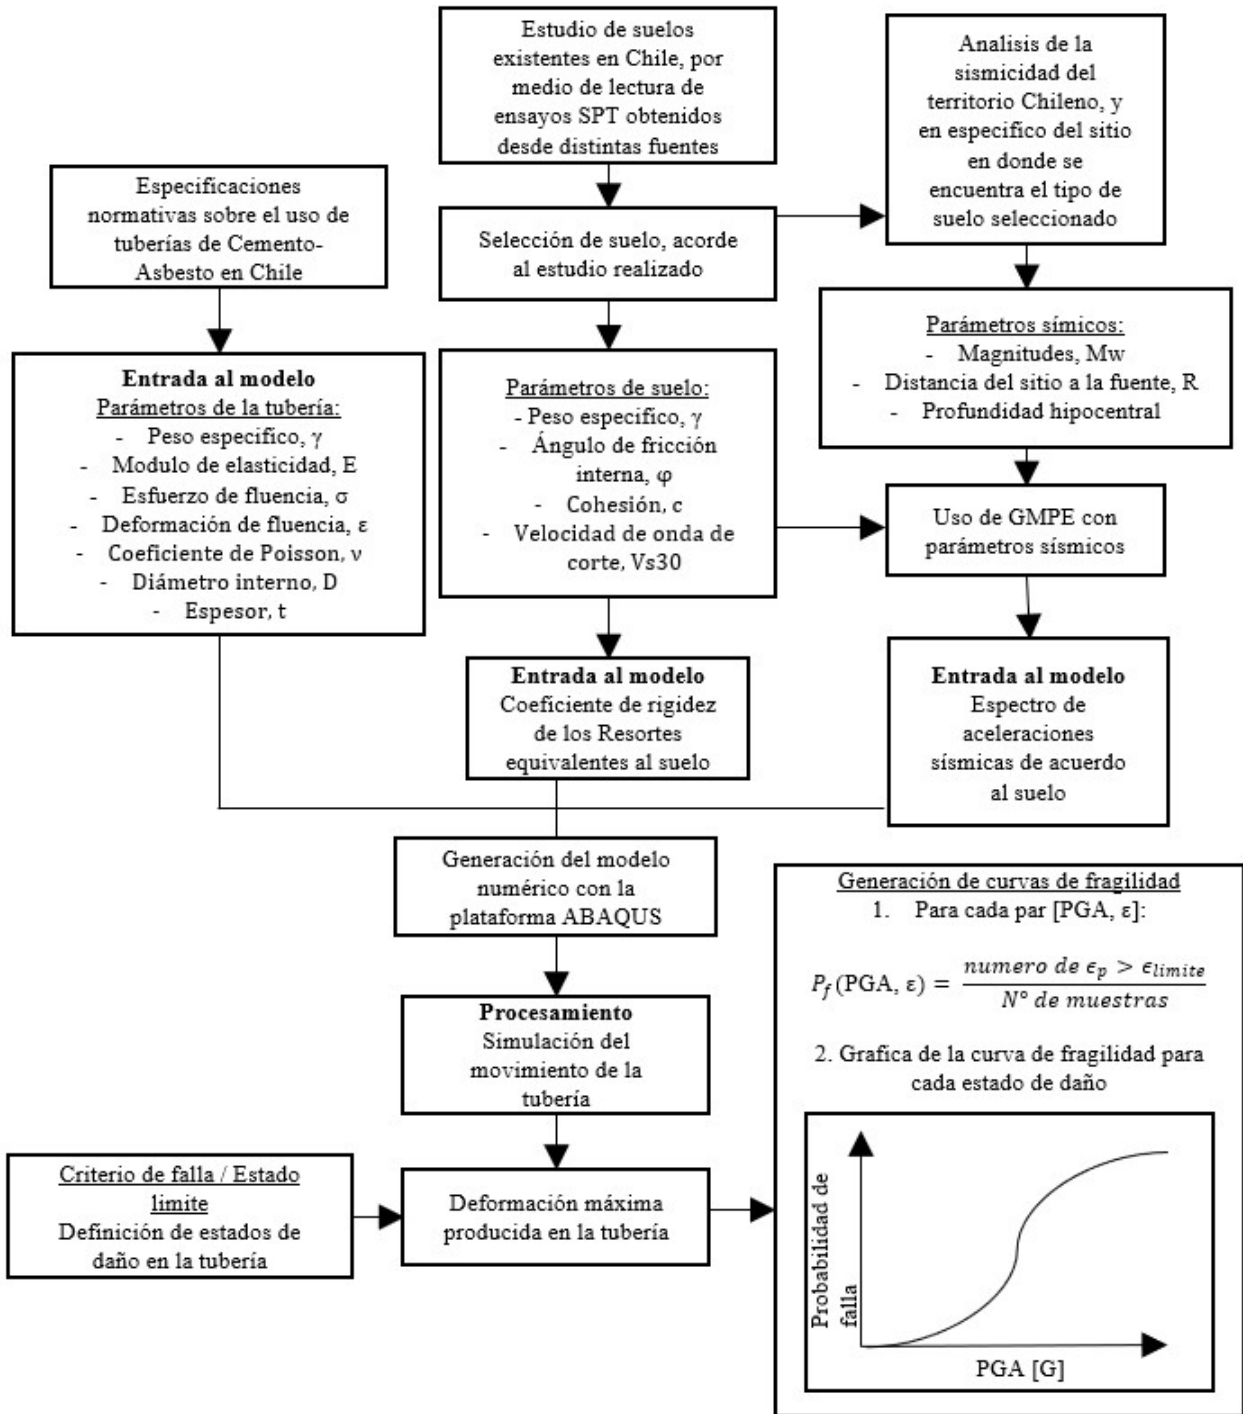 Estudio de suelos
existentes en Chile, por
medio de lectura de
ensayos SPT obtenidos
desde distintas fuentes
Analisis de la
sismicidad del
territorio Chileno, y
en especifico del sitio
en donde se
encuentra el tipo de
suelo seleccionado
Especificaciones
normativas sobre el uso de
tuberías de Cemento-
Asbesto en Chile
Selección de suelo, acorde
al estudio realizado
Parámetros símicos:
- Magnitudes, Mw
- Distancia del sitio a la fuente, R
- Profundidad hipocentral
Entrada al modelo
Parámetros de la tubería:
- Peso especifico, γ
- Modulo de elasticidad, E
- Esfuerzo de fluencia, σ
- Deformación de fluencia, ε
- Coeficiente de Poisson, ν
- Diámetro interno, D
- Espesor, t
Parámetros de suelo:
- Peso especifico, γ
- Ángulo de fricción
interna, φ
- Cohesión, c
- Velocidad de onda de
corte, Vs30
Uso de GMPE con
parámetros sísmicos
Entrada al modelo
Coeficiente de rigidez
de los Resortes
equivalentes al suelo
Entrada al modelo
Espectro de
aceleraciones
sísmicas de acuerdo
al suelo
Generación del modelo
numérico con la
plataforma ABAQUS
Procesamiento
Simulación del
movimiento de la
tubería
Criterio de falla / Estado
limite
Definición de estados de
daño en la tubería
Deformación máxima
producida en la tubería
Generación de curvas de fragilidad
1. Para cada par [PGA, ε]:
P_f(PGA, ε) = numero de ϵ_p > ϵ_limite
N° de muestras
2. Grafica de la curva de fragilidad para
cada estado de daño
Probabilidad de
falla
PGA [G]